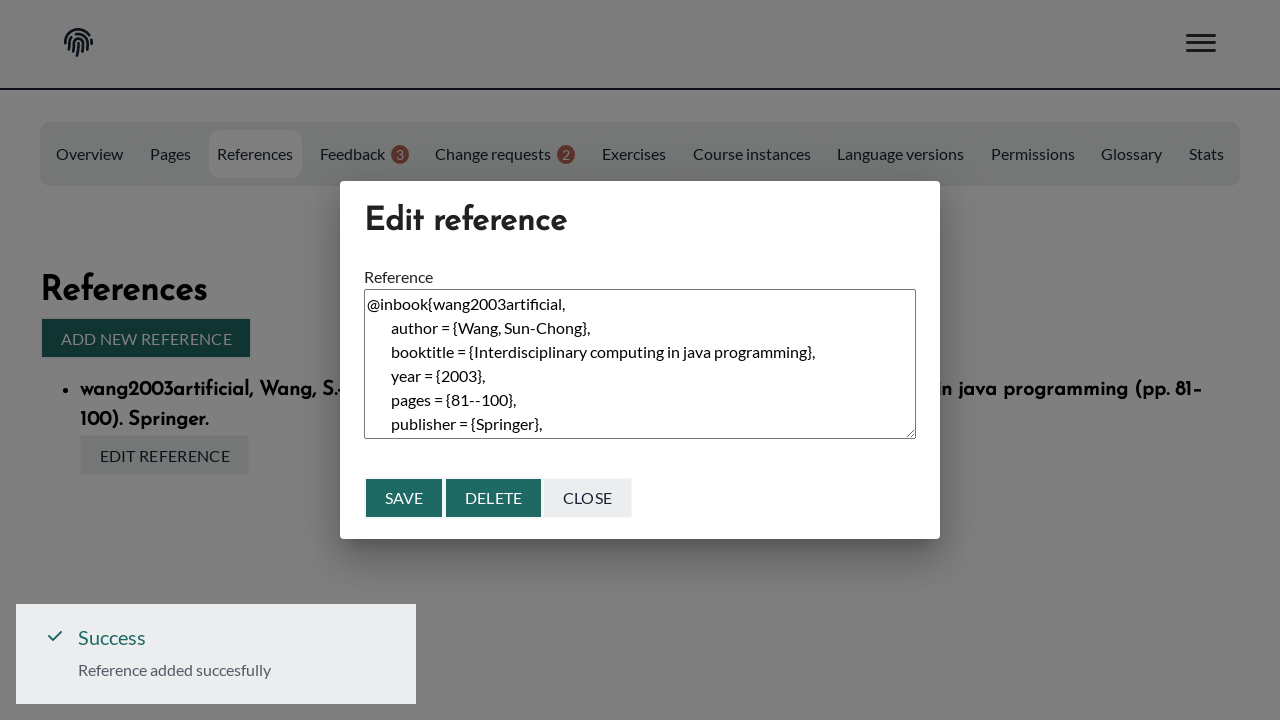 Overview Pages References Feedback 3 Change requests 2 Exercises Course instances Language versions Permissions Glossary Stats
Edit reference
Reference
@inbook{wang2003artificial,
author = {Wang, Sun-Chong},
booktitle = {Interdisciplinary computing in java programming},
year = {2003},
pages = {81--100},
publisher = {Springer},
SAVE DELETE CLOSE
References
ADD NEW REFERENCE
wang2003artificial, Wang, S.- in java programming (pp. 81–
100). Springer.
EDIT REFERENCE
Success
Reference added succesfully